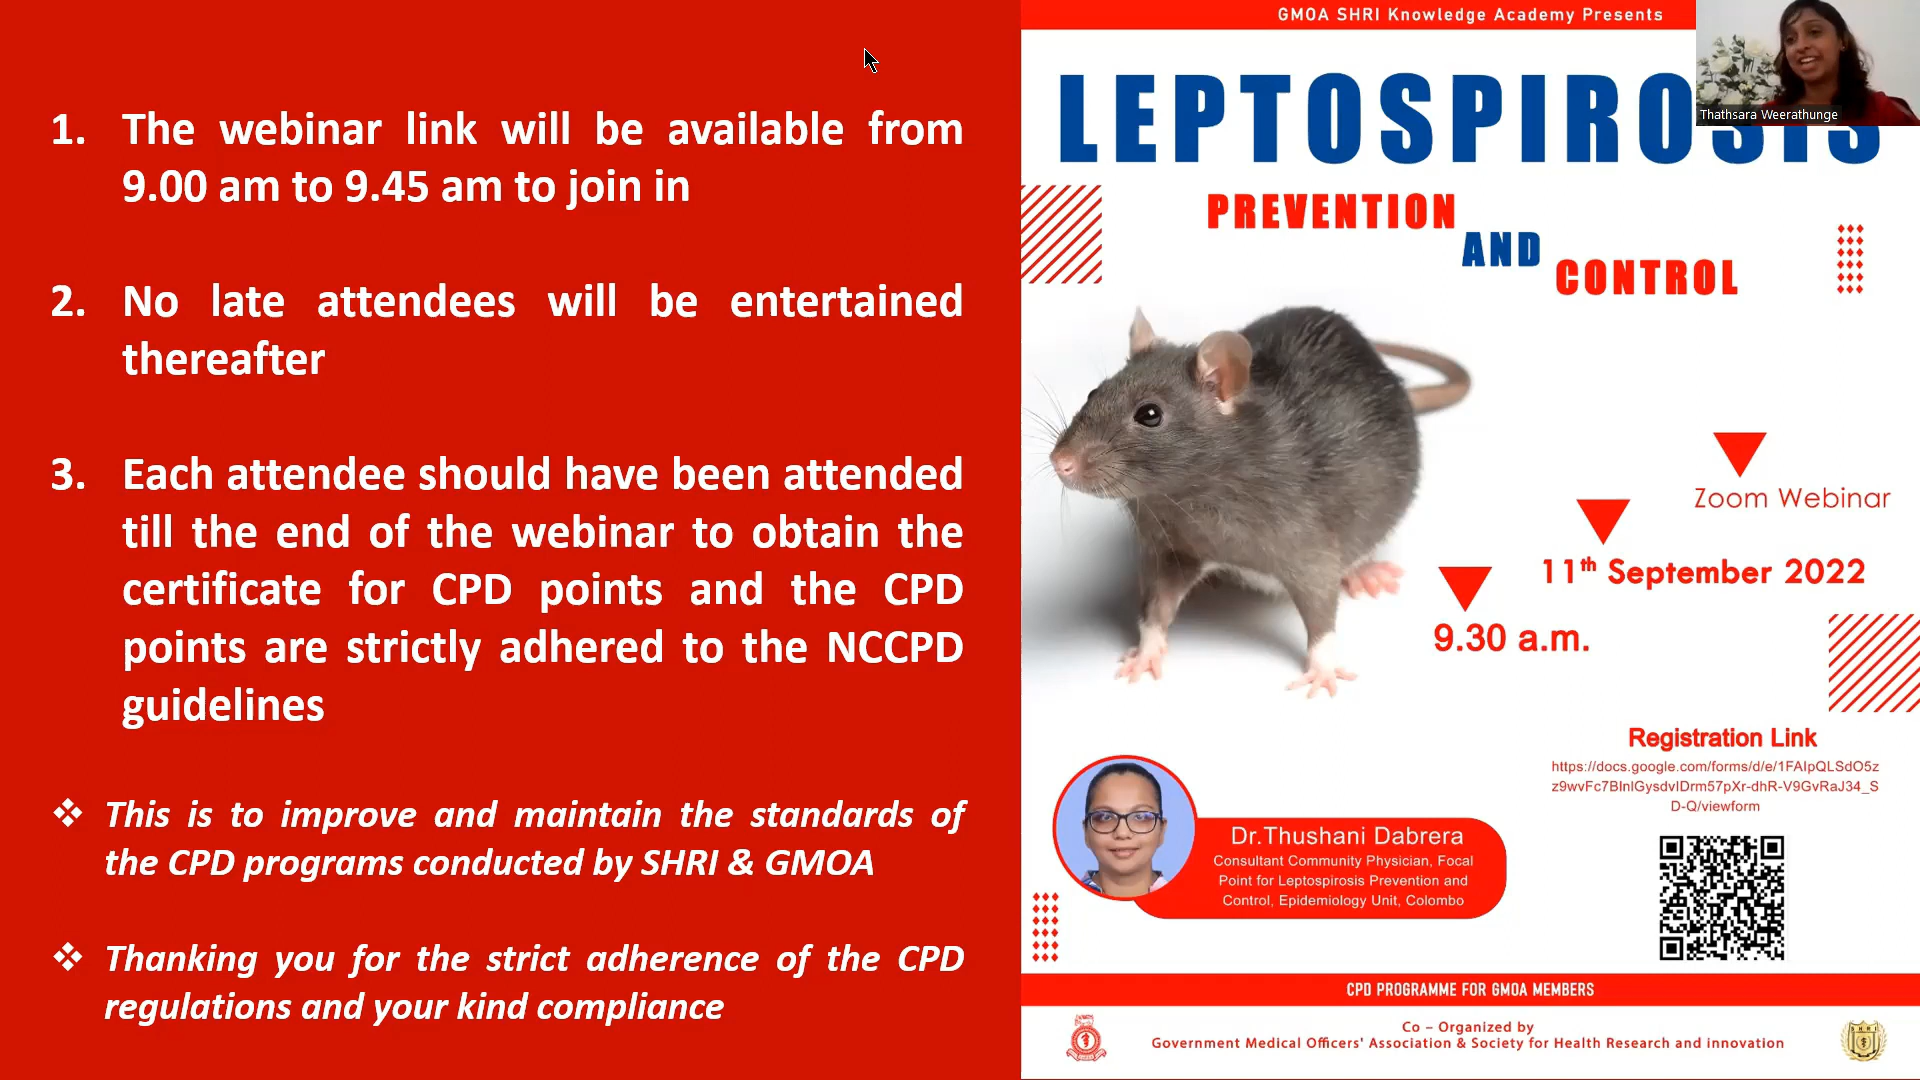 1. The webinar link will be available from
9.00 am to 9.45 am to join in
2. No late attendees will be entertained
thereafter
3. Each attendee should have been attended
till the end of the webinar to obtain the
certificate for CPD points and the CPD
points are strictly adhered to the NCCPD
guidelines
❖ This is to improve and maintain the standards of
the CPD programs conducted by SHRI & GMOA
❖ Thanking you for the strict adherence of the CPD
regulations and your kind compliance
GMOA SHRI Knowledge Academy Presents
Thathsara Weerathunge
LEPTOSPIROSIS
PREVENTION
AND
CONTROL
Zoom Webinar
11th September 2022
9.30 a.m.
Registration Link
https://docs.google.com/forms/d/e/1FAIpQLSdO5z
z9wvFc7BInlGysdvIDrm57pXr-dhR-V9GvRaJ34_S
D-Q/viewform
Dr.Thushani Dabrera
Consultant Community Physician, Focal
Point for Leptospirosis Prevention and
Control, Epidemiology Unit, Colombo
CPD PROGRAMME FOR GMOA MEMBERS
Co – Organized by
Government Medical Officers' Association & Society for Health Research and innovation
SHRI